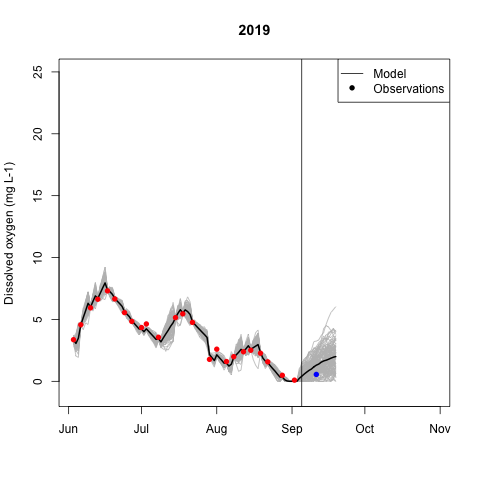 2019
Model
Observations
Dissolved oxygen (mg L-1)
25
20
15
10
5
0
Jun Jul Aug Sep Oct Nov